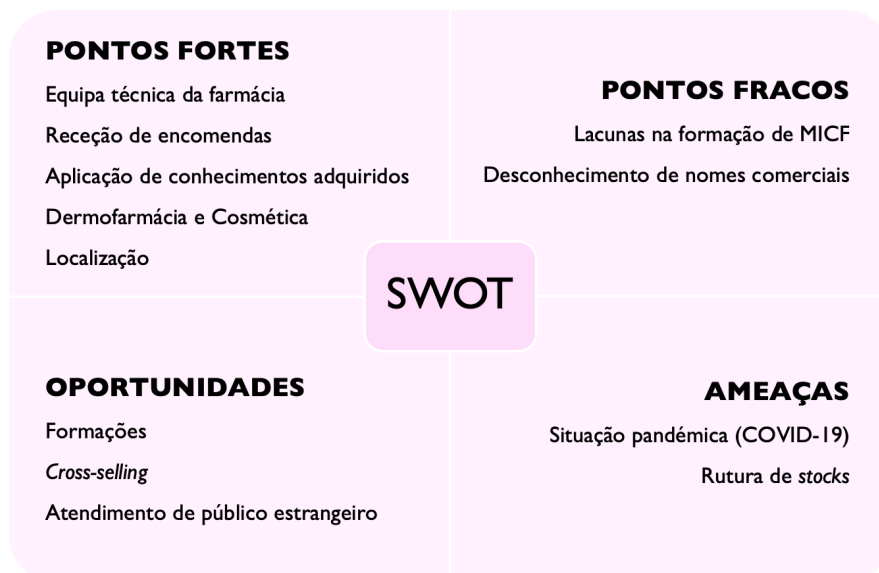 PONTOS FORTES
Equipa técnica da farmácia
Receção de encomendas
Aplicação de conhecimentos adquiridos
Dermofarmácia e Cosmética
Localização
PONTOS FRACOS
Lacunas na formação de MICF
Desconhecimento de nomes comerciais
SWOT
OPORTUNIDADES
Formações
Cross-selling
Atendimento de público estrangeiro
AMEAÇAS
Situação pandémica (COVID-19)
Rutura de stocks